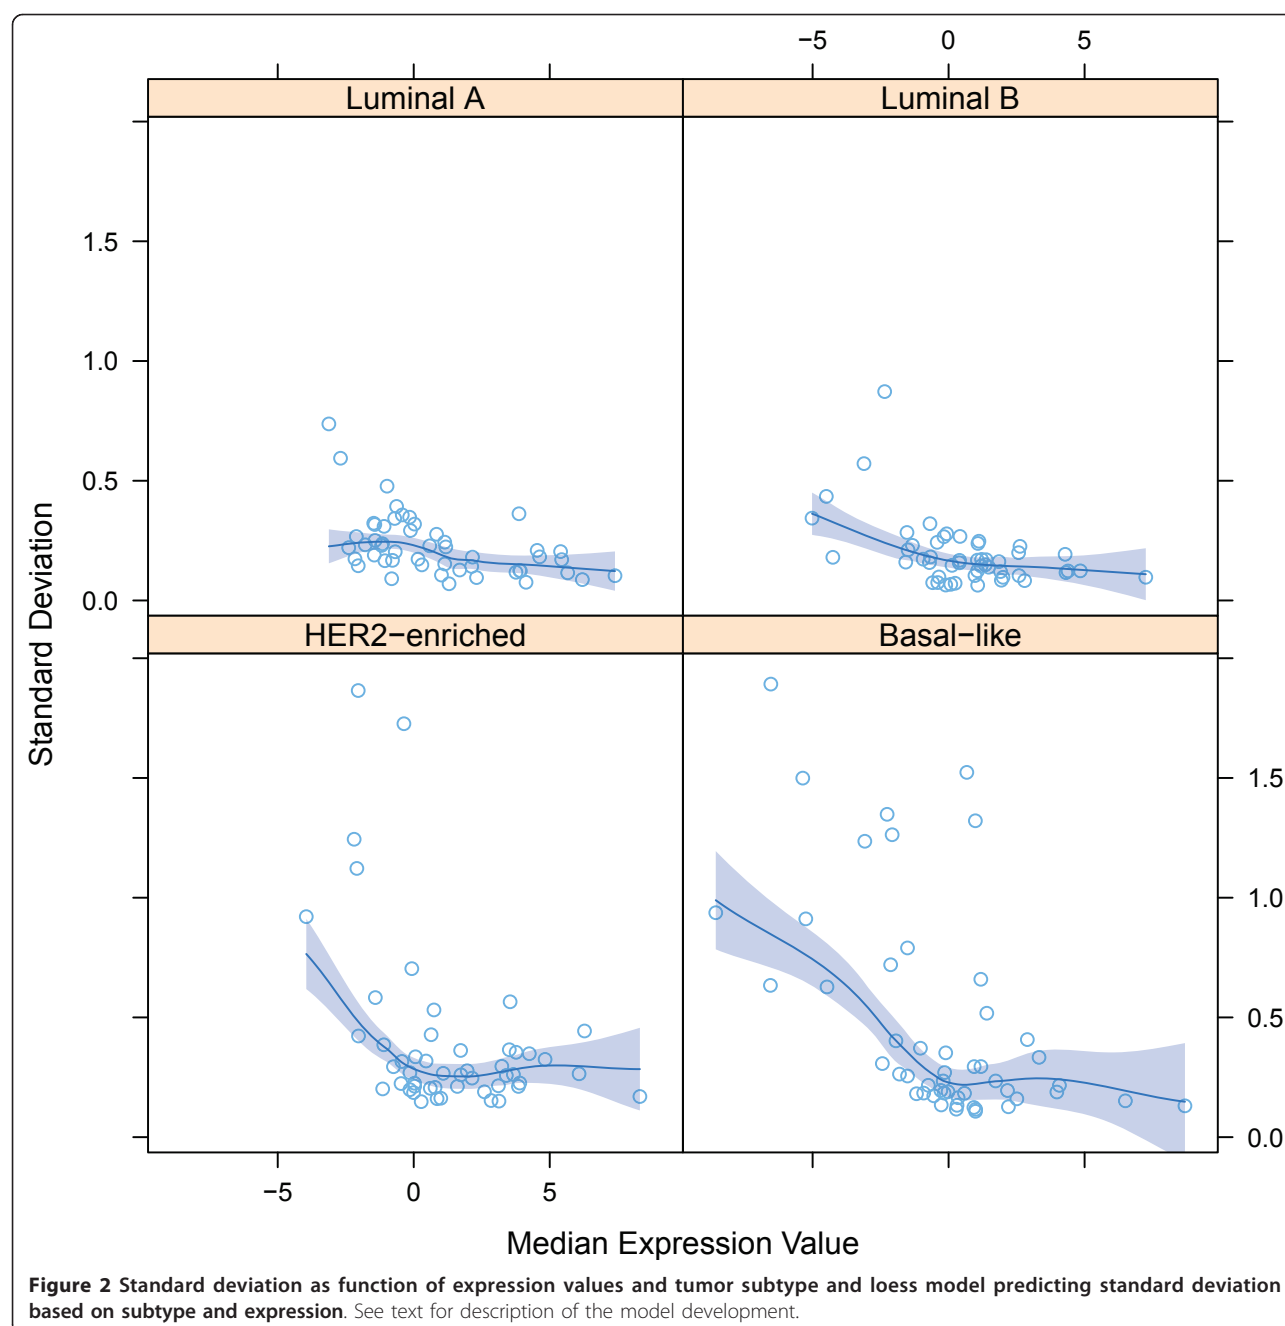 −5 0 5
Luminal A Luminal B
1.5
1.0
0.5
0.0
HER2−enriched Basal−like
1.5
1.0
0.5
0.0
−5 0 5
Standard Deviation
Median Expression Value
Figure 2 Standard deviation as function of expression values and tumor subtype and loess model predicting standard deviation
based on subtype and expression. See text for description of the model development.